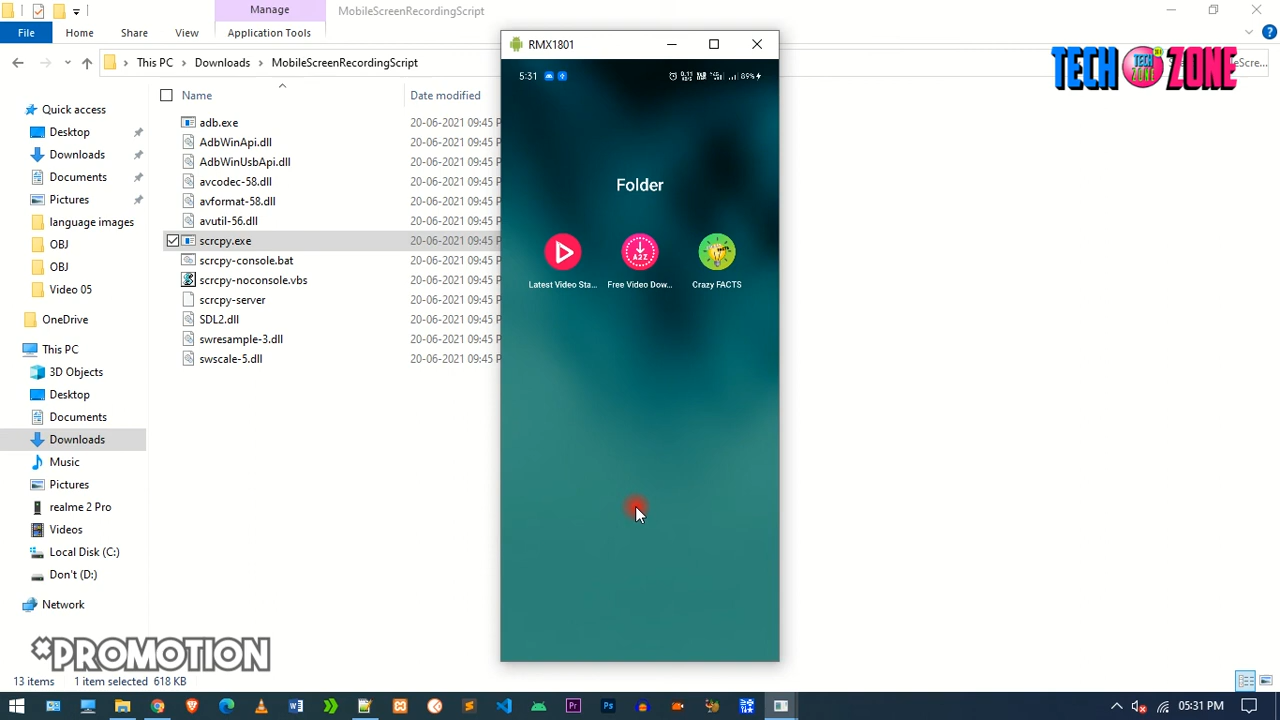 Manage
MobileScreenRecordingScript
File
Home
Share
View
Application Tools
This PC
Downloads
MobileScreenRecordingScript
TECH
TECH
ZONE
ZONE
Quick access
Desktop
Downloads
Documents
Pictures
language images
OBJ
OBJ
Video 05
OneDrive
This PC
3D Objects
Desktop
Documents
Downloads
Music
Pictures
realme 2 Pro
Videos
Local Disk (C:)
Don't (D:)
Network
Name
Date modified
adb.exe 20-06-2021 09:45 P
AdbWinApi.dll 20-06-2021 09:45 P
AdbWinUsbApi.dll 20-06-2021 09:45 P
avcodec-58.dll 20-06-2021 09:45 P
avformat-58.dll 20-06-2021 09:45 P
avutil-56.dll 20-06-2021 09:45 P
scrcpy.exe 20-06-2021 09:45 P
scrcpy-console.bat 20-06-2021 09:45 P
scrcpy-noconsole.vbs 20-06-2021 09:45 P
scrcpy-server 20-06-2021 09:45 P
SDL2.dll 20-06-2021 09:45 P
swresample-3.dll 20-06-2021 09:45 P
swscale-5.dll 20-06-2021 09:45 P
RMX1801
5:31
89%
Folder
A2Z
FACTS
Latest Video Sta...
Free Video Dow...
Crazy FACTS
*PROMOTION
13 items
1 item selected 618 KB
05:31 PM